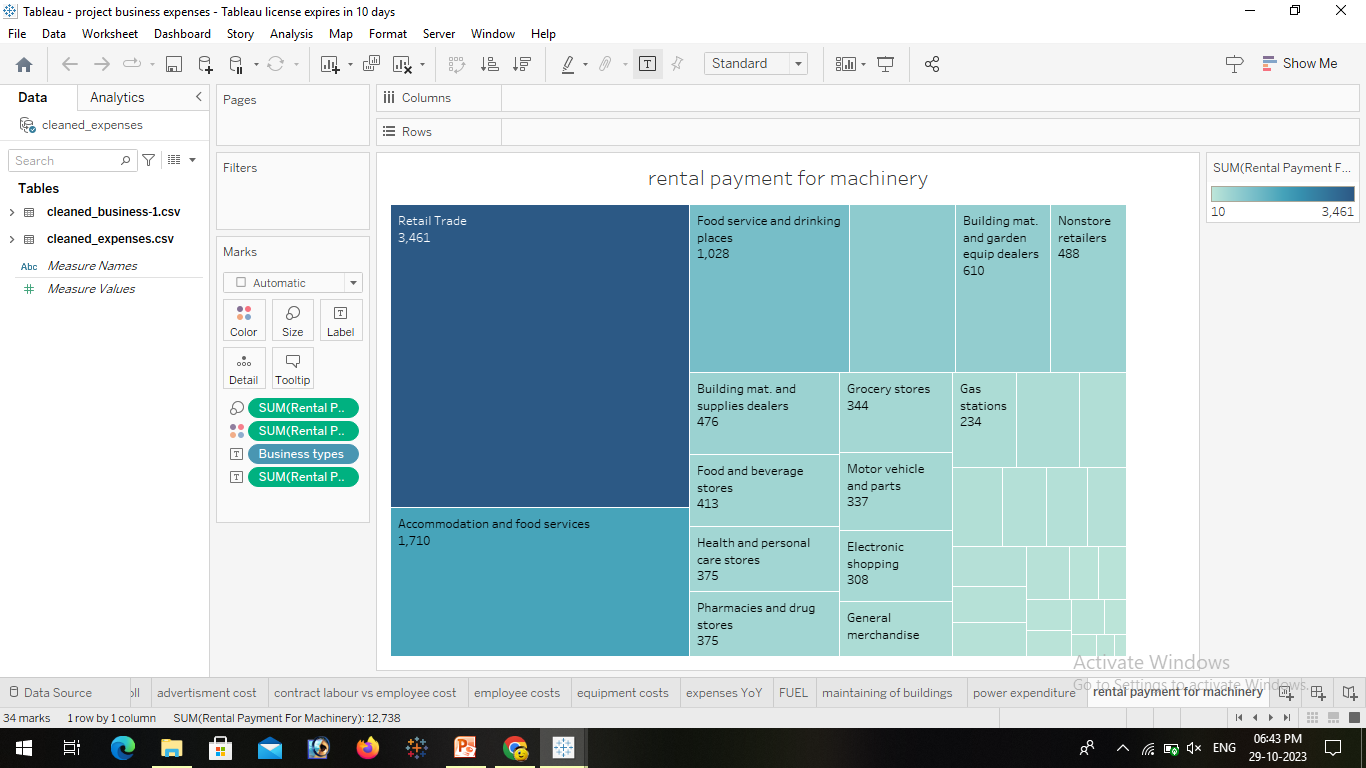 Tableau - project business expenses - Tableau license expires in 10 days
File Data Worksheet Dashboard Story Analysis Map Format Server Window Help
Standard
Show Me
Data Analytics
cleaned_expenses
Search
Tables
cleaned_business-1.csv
cleaned_expenses.csv
Abc Measure Names
# Measure Values
Pages
Filters
Marks
Automatic
Color Size Label
Detail Tooltip
SUM(Rental P..
SUM(Rental P..
Business types
SUM(Rental P..
Columns
Rows
rental payment for machinery
Retail Trade
3,461
Accommodation and food services
1,710
Food service and drinking
places
1,028
Building mat.
and garden
equip dealers
610
Nonstore
retailers
488
Building mat. and
supplies dealers
476
Food and beverage
stores
413
Health and personal
care stores
375
Pharmacies and drug
stores
375
Grocery stores
344
Motor vehicle
and parts
337
Electronic
shopping
308
General
merchandise
Gas
stations
234
SUM(Rental Payment F...
10 3,461
Activate Windows
Go to Settings to activate Windows.
Data Source oll advertisment cost contract labour vs employee cost employee costs equipment costs expenses YoY FUEL maintaining of buildings power expenditure rental payment for machinery
34 marks 1 row by 1 column SUM(Rental Payment For Machinery): 12,738
ENG
06:43 PM
29-10-2023